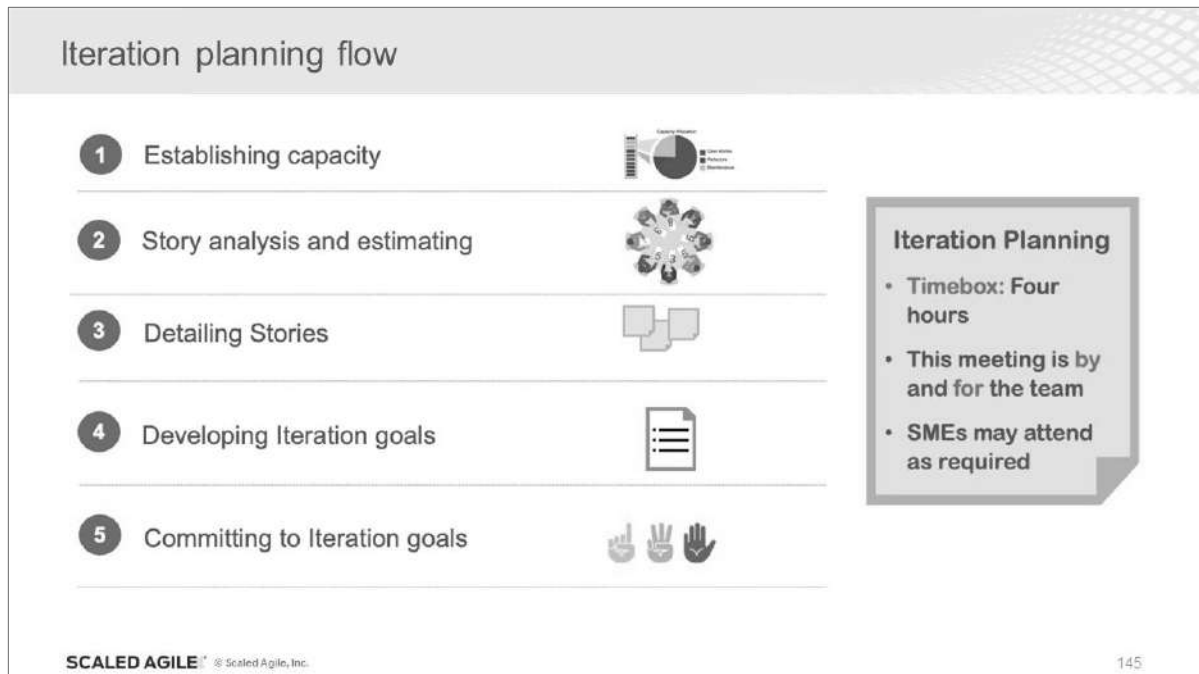 Iteration planning flow
1 Establishing capacity
Capacity Allocation
2 Story analysis and estimating
3 Detailing Stories
4 Developing Iteration goals
5 Committing to Iteration goals
Iteration Planning
• Timebox: Four
hours
• This meeting is by
and for the team
• SMEs may attend
as required
SCALED AGILE © Scaled Agile, Inc.
145